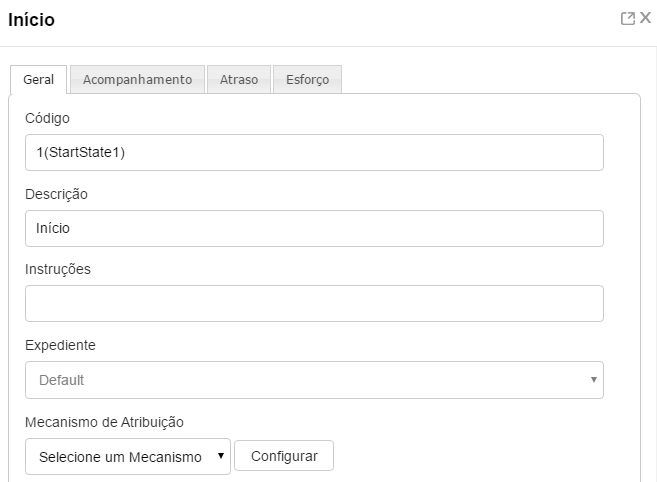 Início
Geral Acompanhamento Atraso Esforço
Código
1(StartState1)
Descrição
Início
Instruções
Expediente
Default
Mecanismo de Atribuição
Selecione um Mecanismo Configurar